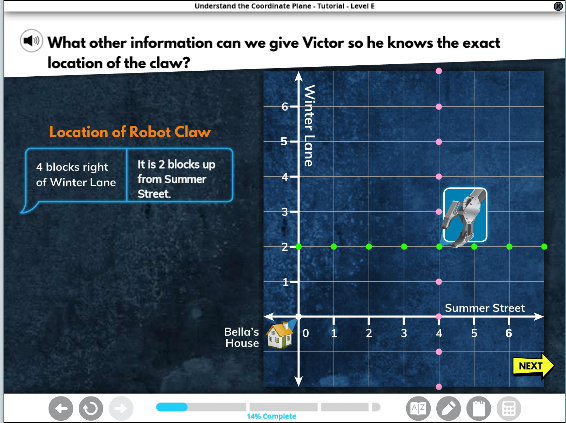 Understand the Coordinate Plane - Tutorial - Level E
What other information can we give Victor so he knows the exact
location of the claw?
Location of Robot Claw
4 blocks right
of Winter Lane
It is 2 blocks up
from Summer
Street.
Winter Lane
6
5
4
3
2
1
Summer Street
0 1 2 3 4 5 6
Bella's
House
NEXT
A Z
14% Complete